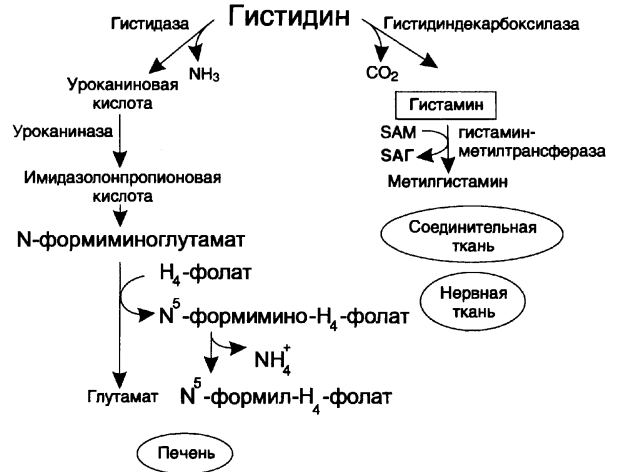 Гистидин
Гистидаза
Гистидиндекарбоксилаза
NH3
CO2
Уроканиновая
кислота
Гистамин
Уроканиназа
SAM
SAГ
гистамин-
метилтрансфераза
Имидазолонпропионовая
кислота
Метилгистамин
N-формиминоглутамат
Соединительная
ткань
H4-фолат
Нервная
ткань
N5-формимино-H4-фолат
NH4+
Глутамат
N5-формил-H4-фолат
Печень